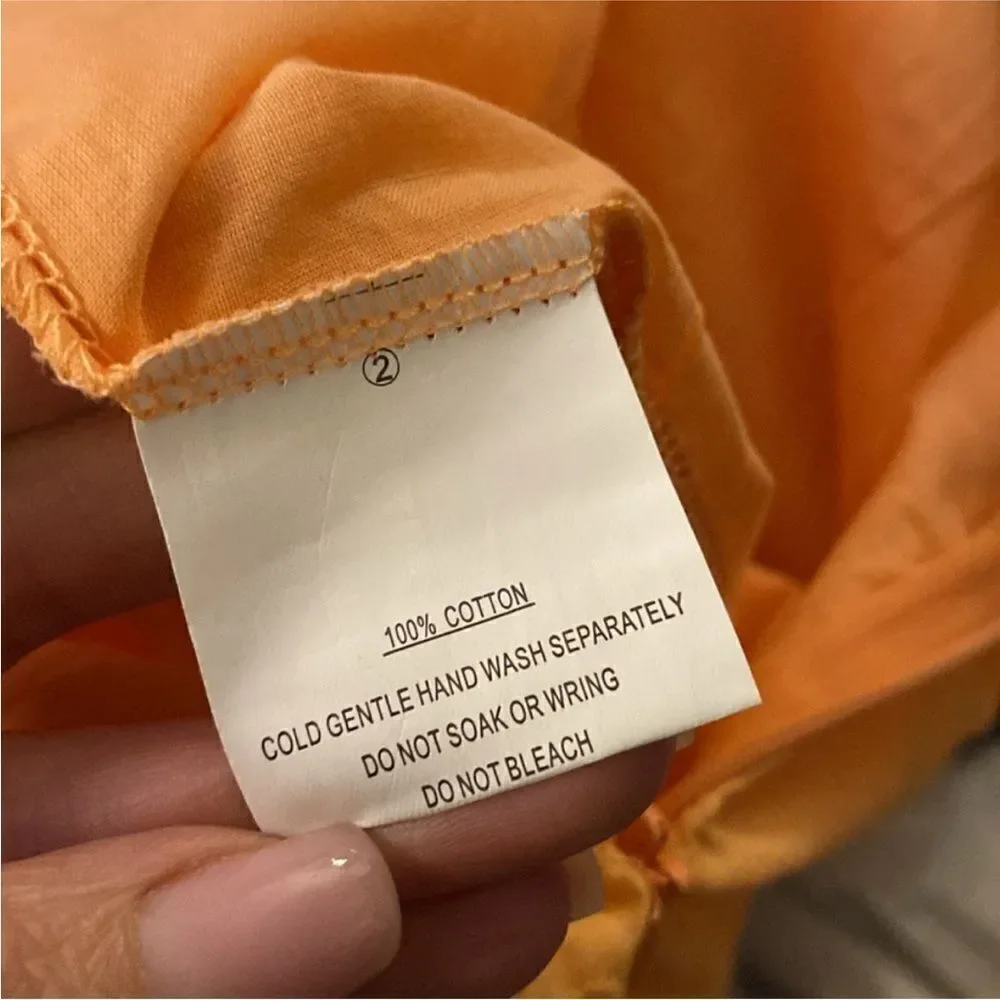 ②
100% COTTON
COLD GENTLE HAND WASH SEPARATELY
DO NOT SOAK OR WRING
DO NOT BLEACH